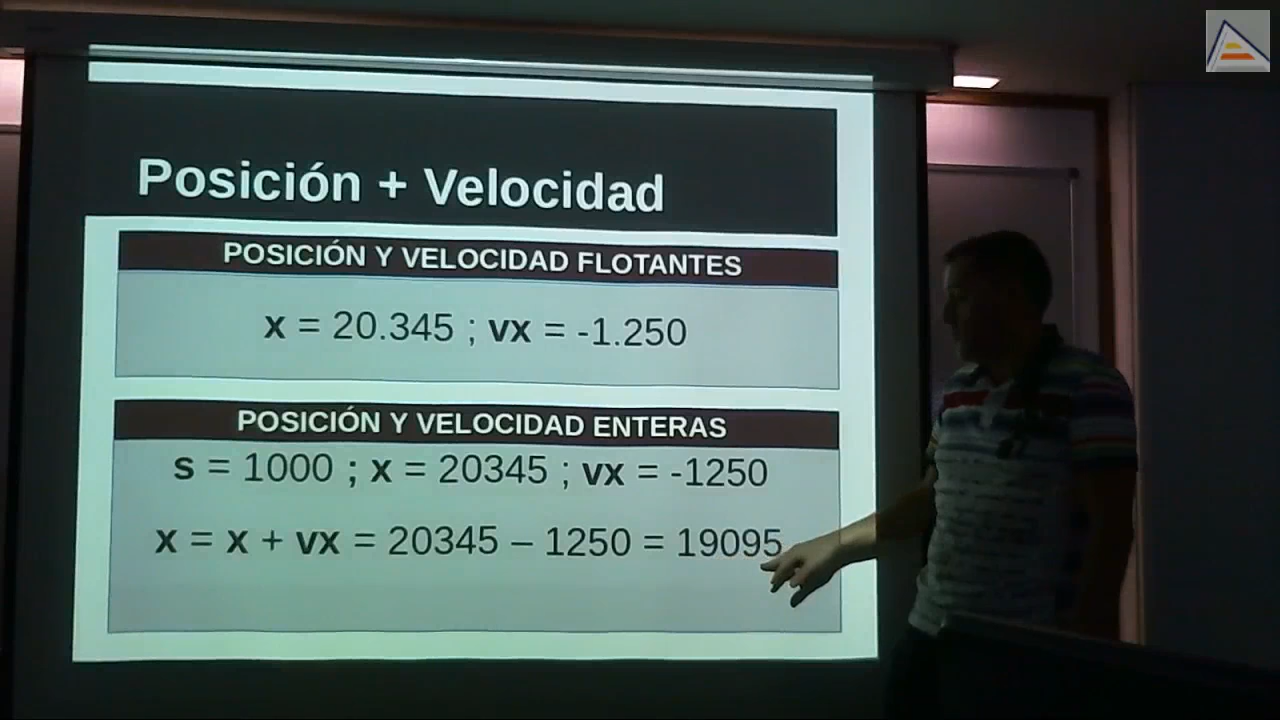 Posición + Velocidad
POSICIÓN Y VELOCIDAD FLOTANTES
x = 20.345 ; vx = -1.250
POSICIÓN Y VELOCIDAD ENTERAS
s = 1000 ; x = 20345 ; vx = -1250
x = x + vx = 20345 – 1250 = 19095